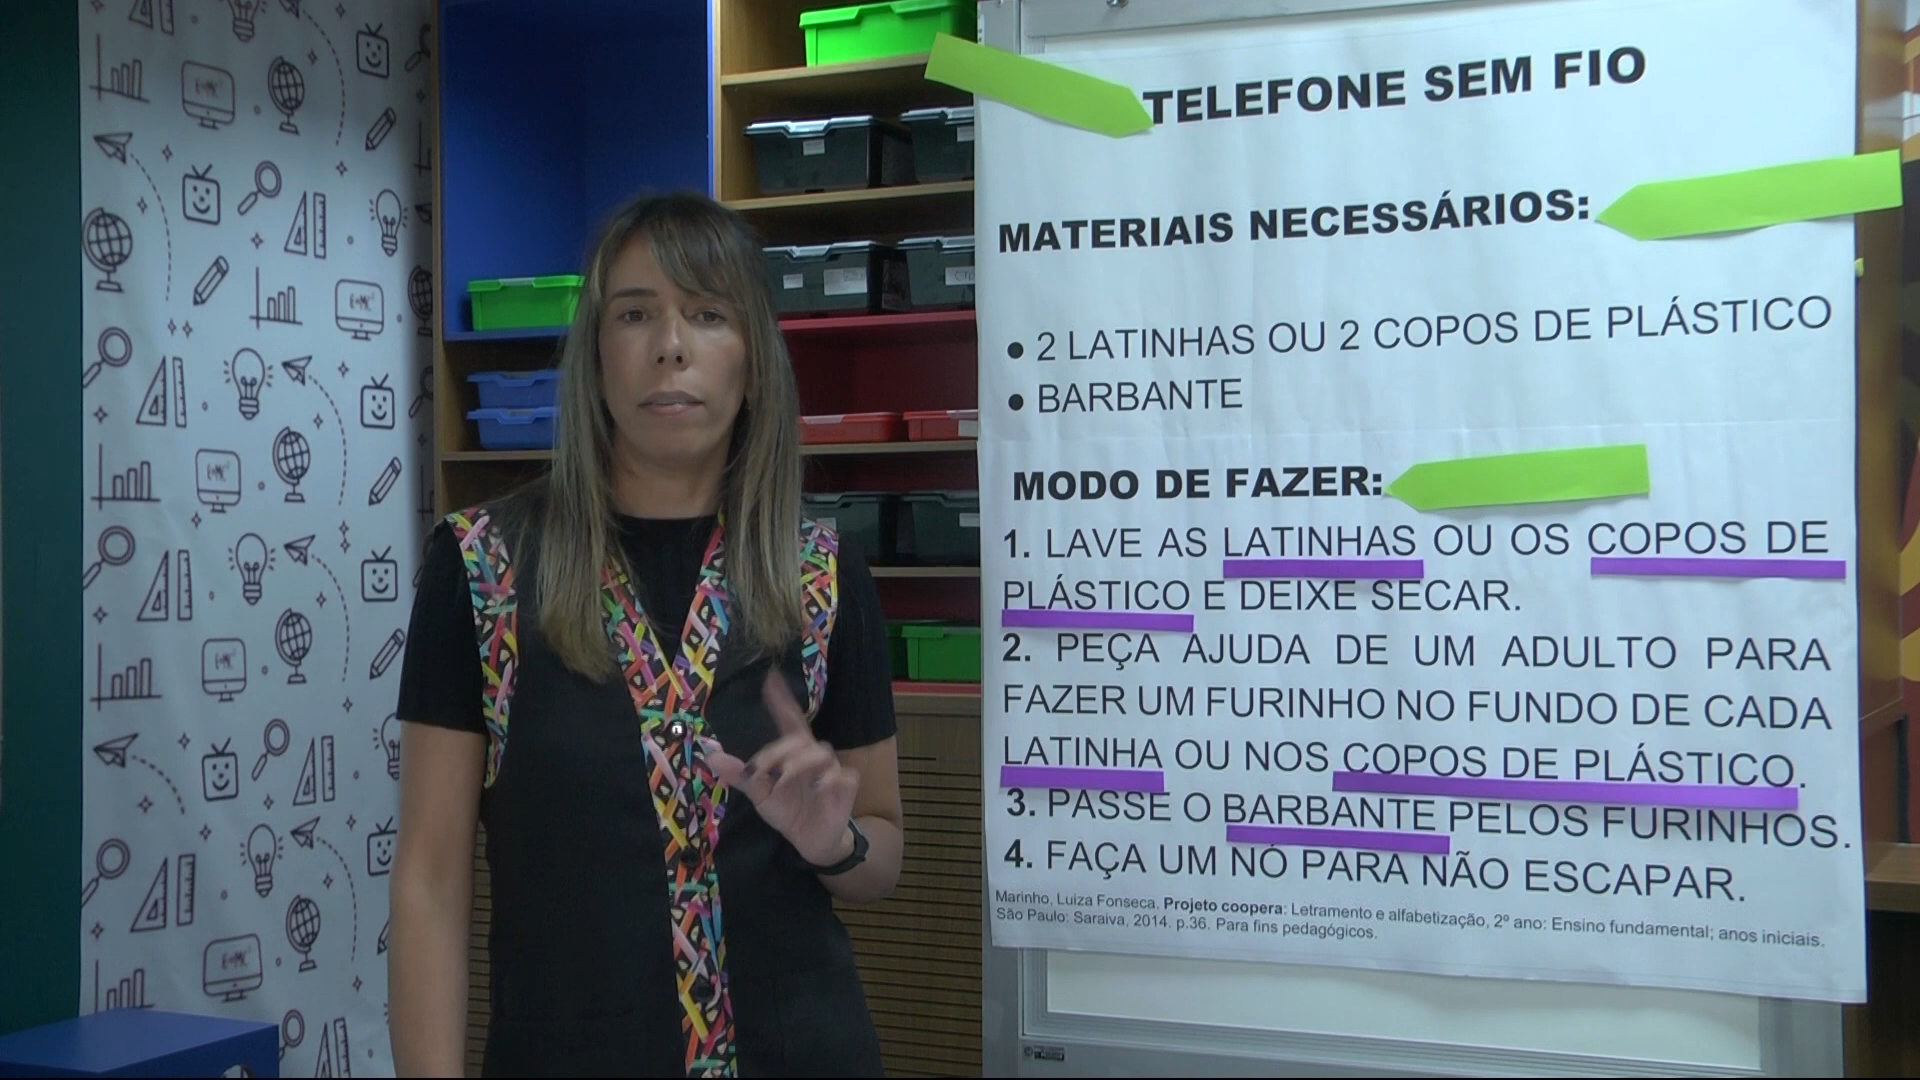 TELEFONE SEM FIO
MATERIAIS NECESSÁRIOS:
● 2 LATINHAS OU 2 COPOS DE PLÁSTICO
● BARBANTE
MODO DE FAZER:
1. LAVE AS LATINHAS OU OS COPOS DE
PLÁSTICO E DEIXE SECAR.
2. PEÇA AJUDA DE UM ADULTO PARA
FAZER UM FURINHO NO FUNDO DE CADA
LATINHA OU NOS COPOS DE PLÁSTICO.
3. PASSE O BARBANTE PELOS FURINHOS.
4. FAÇA UM NÓ PARA NÃO ESCAPAR.
Marinho, Luiza Fonseca. Projeto coopera: Letramento e alfabetização, 2º ano: Ensino fundamental; anos iniciais.
São Paulo: Saraiva, 2014. p.36. Para fins pedagógicos.